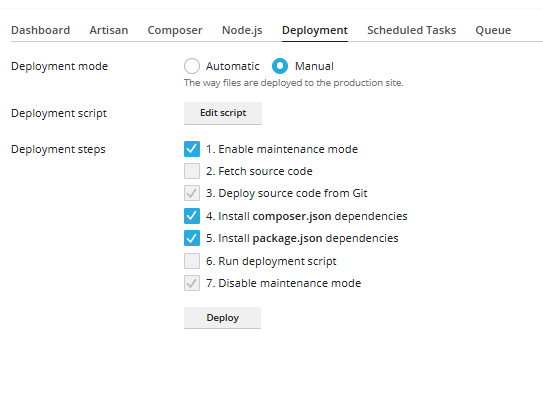 Dashboard Artisan Composer Node.js Deployment Scheduled Tasks Queue
Deployment mode Automatic Manual
The way files are deployed to the production site.
Deployment script Edit script
Deployment steps 1. Enable maintenance mode
2. Fetch source code
3. Deploy source code from Git
4. Install composer.json dependencies
5. Install package.json dependencies
6. Run deployment script
7. Disable maintenance mode
Deploy